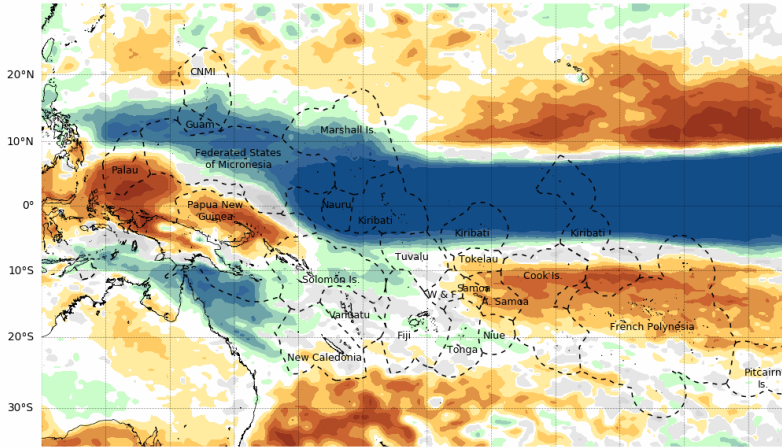 20°N
CNMI
Guam
Marshall Is.
10°N
Federated States
of Micronesia
Palau
0°
Papua New
Guinea
Nauru
Kiribati
Kiribati
Kiribati
Tuvalu
Tokelau
10°S
Solomon Is.
Cook Is.
Samoa
W & F
A. Samoa
Vanuatu
French Polynesia
20°S
Fiji
Niue
Tonga
New Caledonia
Pitcairn
Is.
30°S